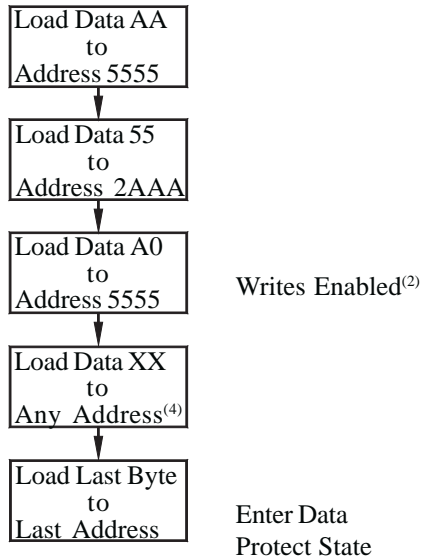 Load Data AA
to
Address 5555
Load Data 55
to
Address 2AAA
Load Data A0
to
Address 5555
Writes Enabled(2)
Load Data XX
to
Any Address(4)
Load Last Byte
to
Last Address
Enter Data
Protect State